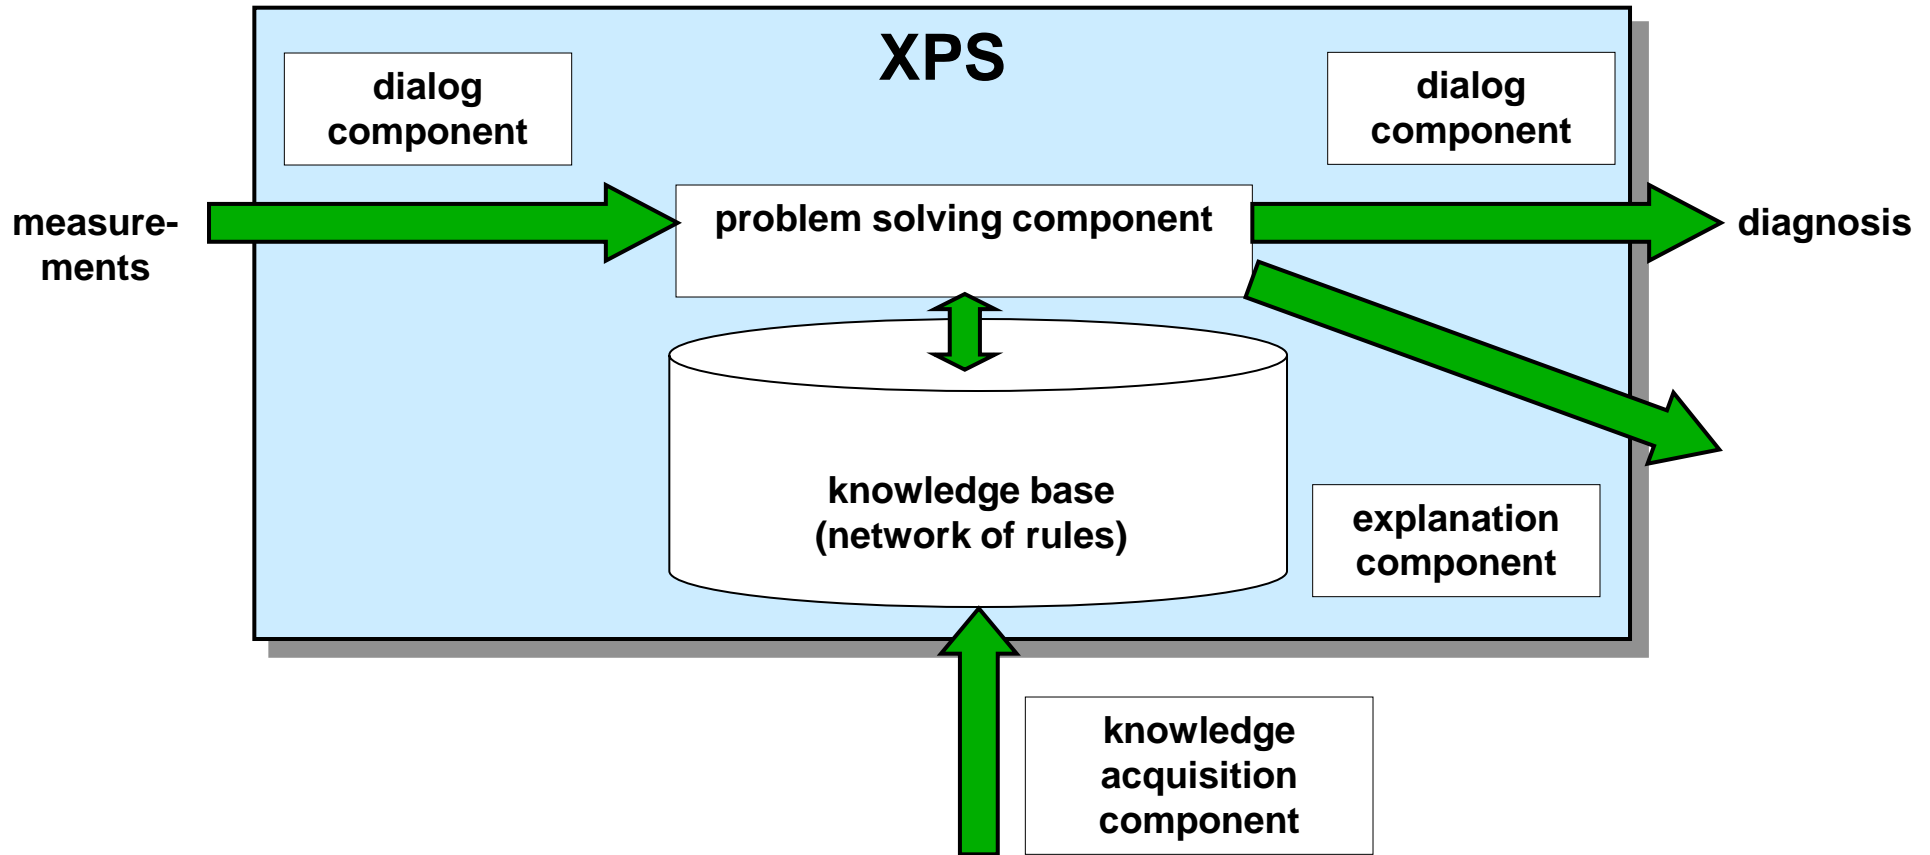 XPS
dialog
component
dialog
component
measure-
ments
problem solving component
diagnosis
knowledge base
(network of rules)
explanation
component
knowledge
acquisition
component